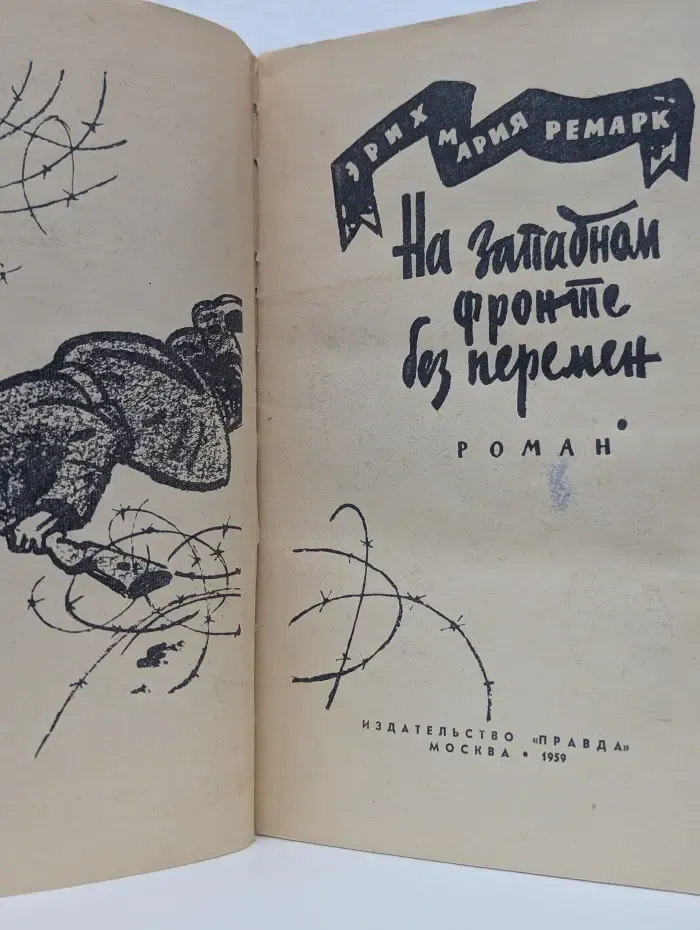 ЭРИХ МАРИЯ РЕМАРК
На западном
фронте
без перемен
РОМАН
ИЗДАТЕЛЬСТВО «ПРАВДА»
МОСКВА • 1959